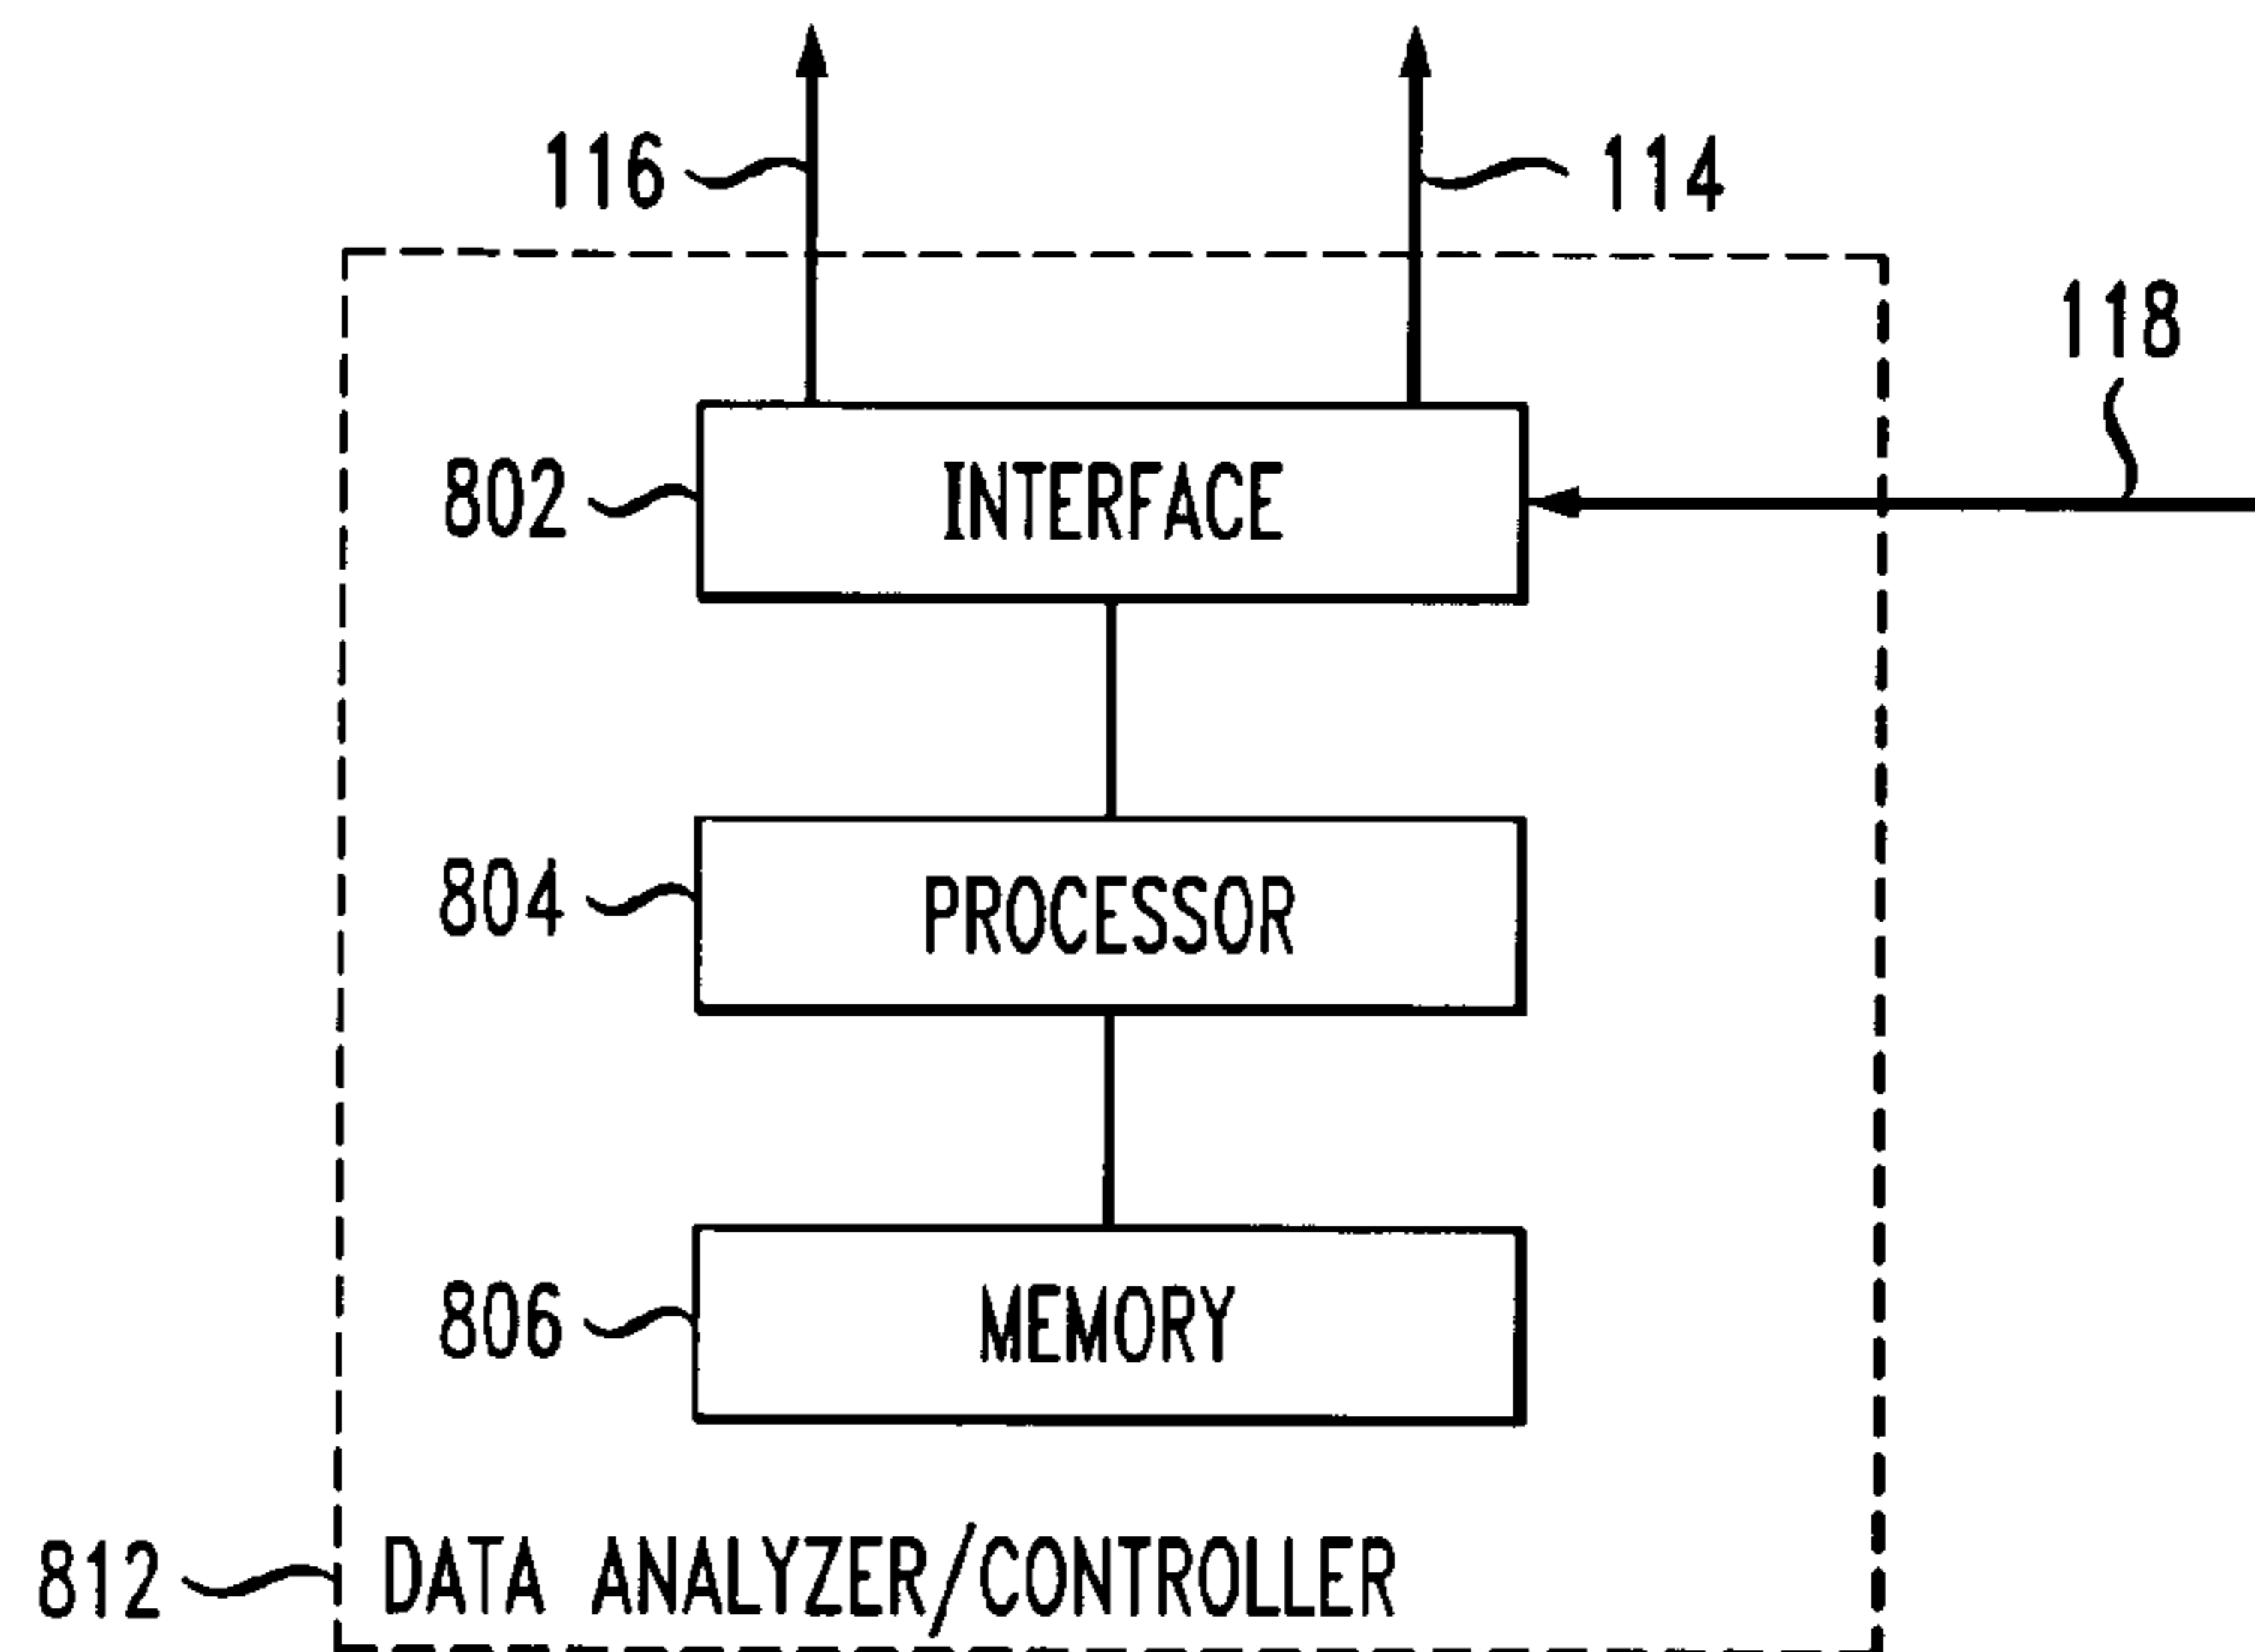 116
114
118
802
INTERFACE
804
PROCESSOR
806
MEMORY
812
DATA ANALYZER/CONTROLLER